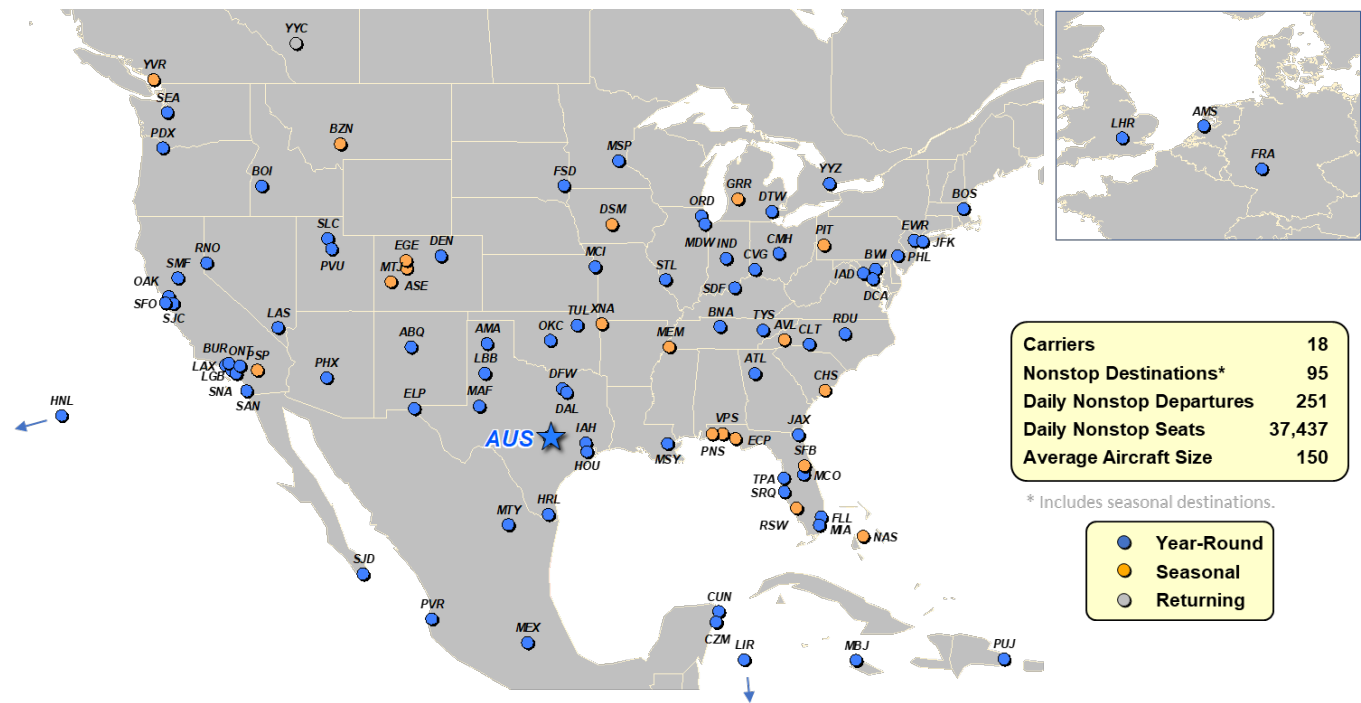 YYC
YVR
SEA
PDX
BZN
BOI
MSP
FSD
YYZ
GRR
DTW
BOS
ORD
DSM
MDW
SLC
PVU
EGE
DEN
MTJ
ASE
RNO
SMF
OAK
SFO
SJC
MCI
STL
IND
CMH
CVG
SDF
PIT
EWR
JFK
PHL
BWI
IAD
DCA
LAS
ABQ
AMA
OKC
TUL
XNA
MEM
BNA
TYS
AVL
CLT
RDU
BUR
ONT
PSP
LAX
LGB
SNA
SAN
PHX
ELP
LBB
MAF
DFW
DAL
ATL
CHS
HNL
AUS
IAH
HOU
MSY
VPS
PNS
ECP
JAX
SFB
MCO
TPA
SRQ
RSW
FLL
MIA
NAS
HRL
MTY
SJD
PVR
MEX
CUN
CZM
LIR
MBJ
PUJ
LHR
AMS
FRA
Carriers 18
Nonstop Destinations* 95
Daily Nonstop Departures 251
Daily Nonstop Seats 37,437
Average Aircraft Size 150
* Includes seasonal destinations.
Year-Round
Seasonal
Returning